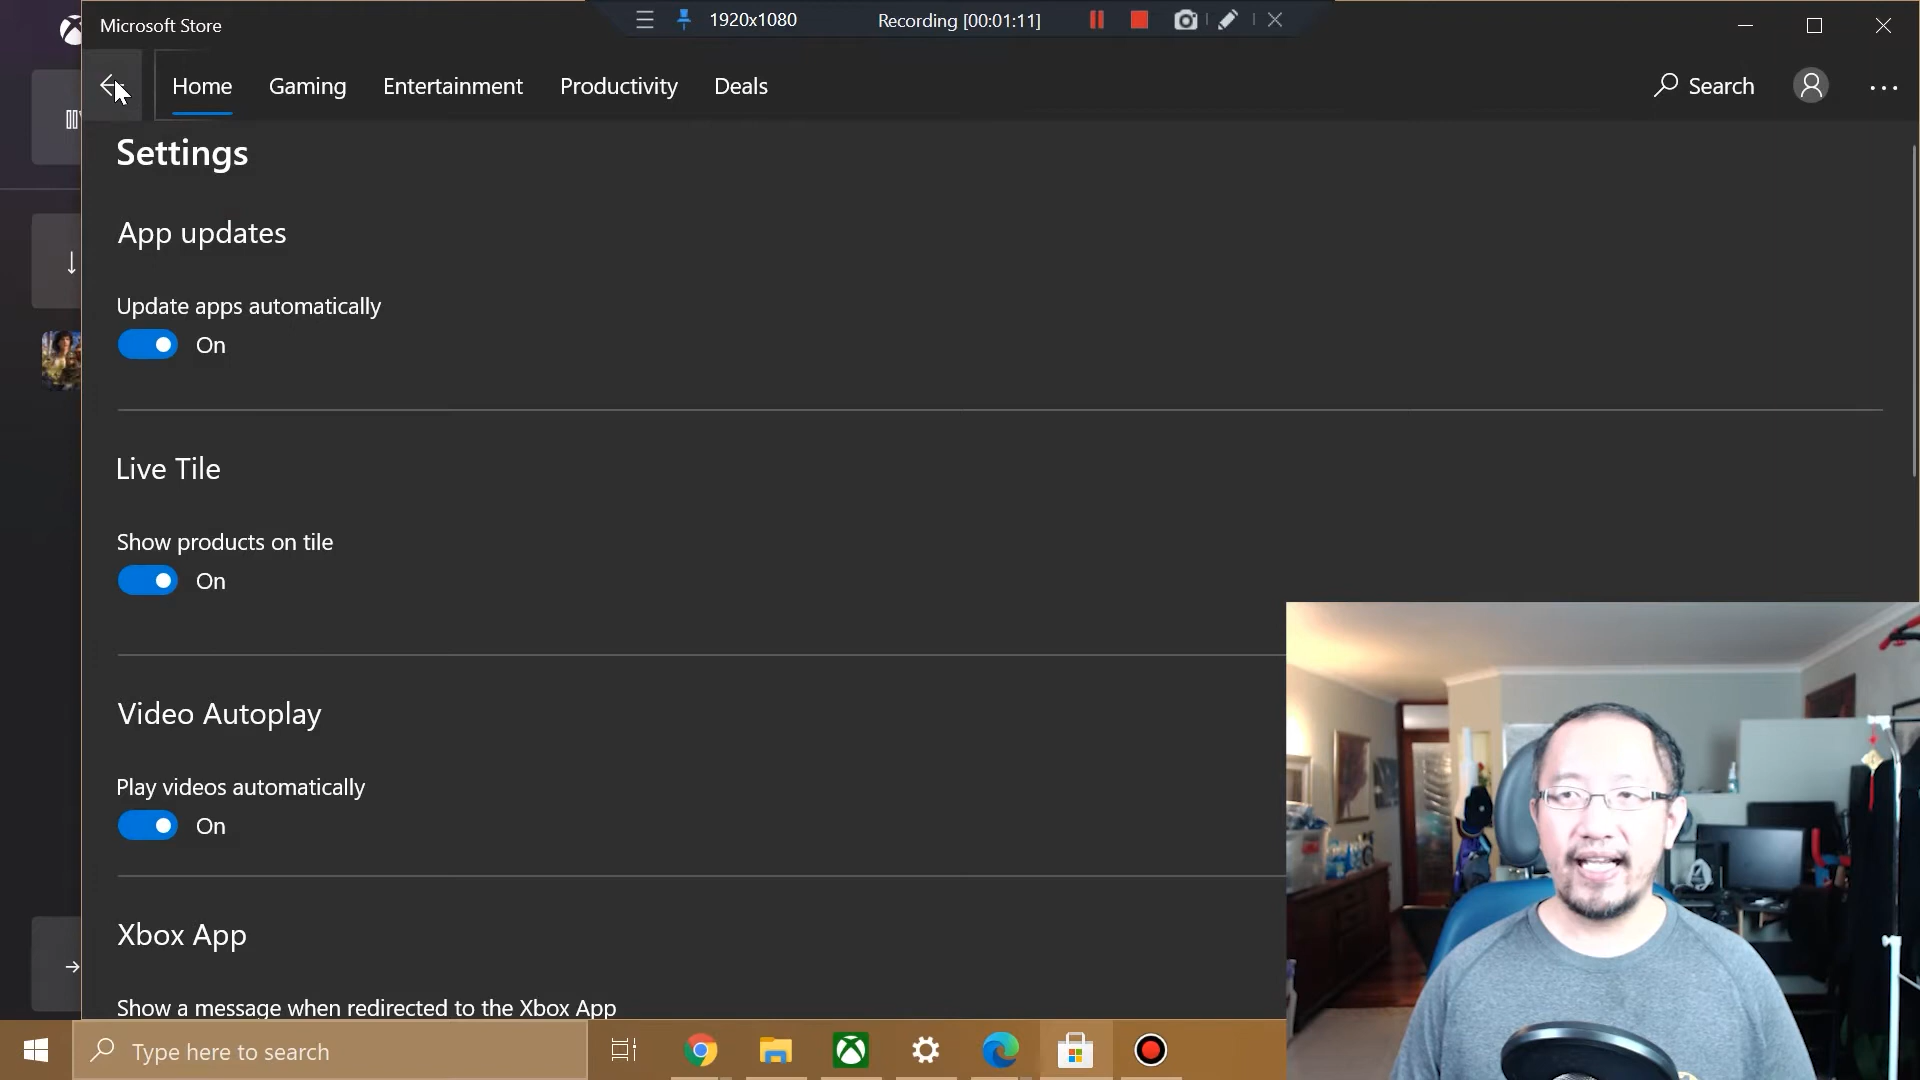 Microsoft Store
1920x1080
Recording [00:01:11]
Home
Gaming
Entertainment
Productivity
Deals
Search
Settings
App updates
Update apps automatically
On
Live Tile
Show products on tile
On
Video Autoplay
Play videos automatically
On
Xbox App
Show a message when redirected to the Xbox App
Type here to search